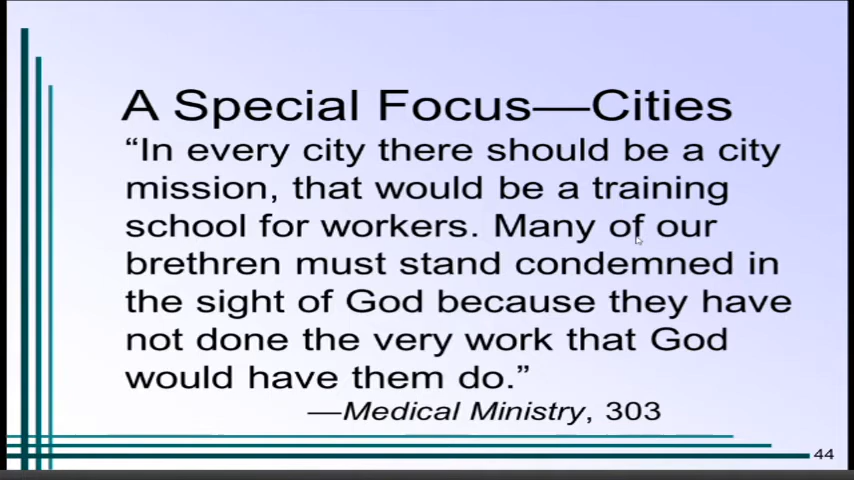 A Special Focus—Cities
“In every city there should be a city
mission, that would be a training
school for workers. Many of our
brethren must stand condemned in
the sight of God because they have
not done the very work that God
would have them do.”
—Medical Ministry, 303
44